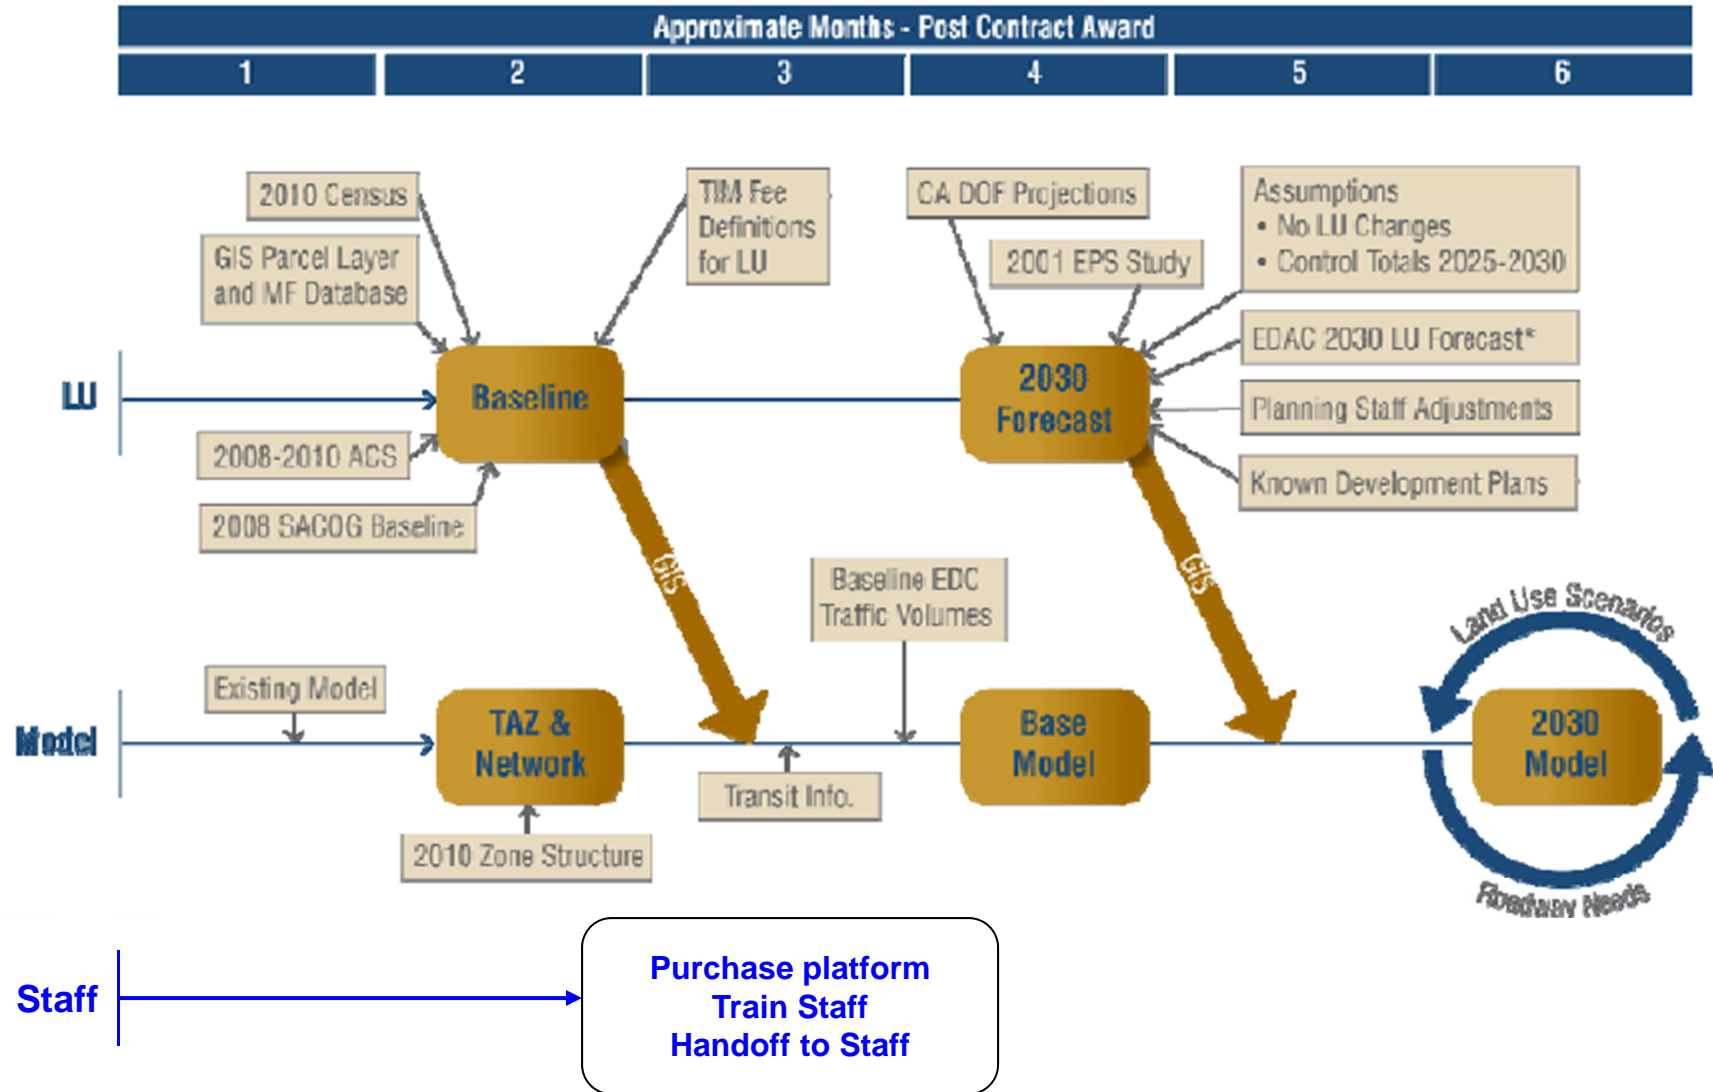 Approximate Months - Post Contract Award
1 2 3 4 5 6
2010 Census
GIS Parcel Layer
and MF Database
TIM Fee
Definitions
for LU
CA DOF Projections
2001 EPS Study
Assumptions
• No LU Changes
• Control Totals 2025-2030
EDAC 2030 LU Forecast*
Planning Staff Adjustments
Known Development Plans
LU
Baseline
2030
Forecast
2008-2010 ACS
2008 SACOG Baseline
GIS
GIS
Baseline EDC
Traffic Volumes
Land Use Scenarios
Existing Model
Model
TAZ &
Network
Base
Model
2030
Model
Transit Info.
2010 Zone Structure
Roadway Needs
Staff
Purchase platform
Train Staff
Handoff to Staff